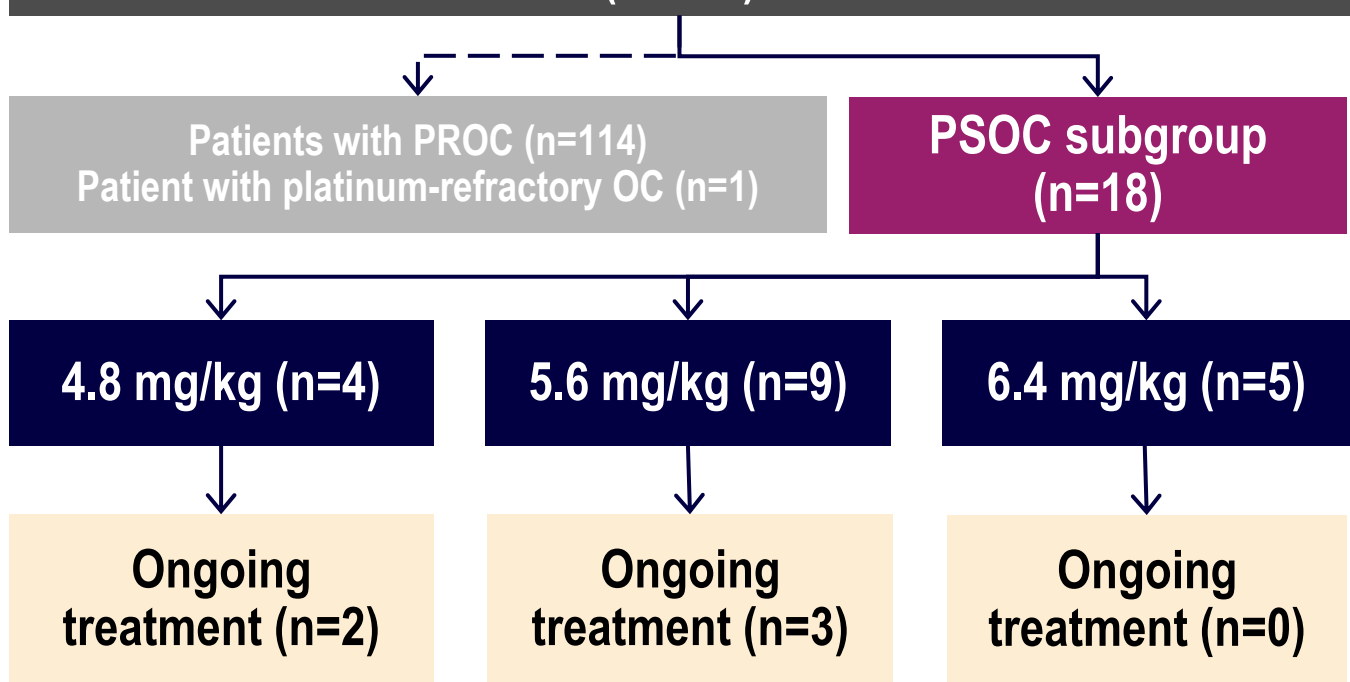 Patients with PROC (n=114)
Patient with platinum-refractory OC (n=1)
PSOC subgroup
(n=18)
4.8 mg/kg (n=4)
5.6 mg/kg (n=9)
6.4 mg/kg (n=5)
Ongoing
treatment (n=2)
Ongoing
treatment (n=3)
Ongoing
treatment (n=0)